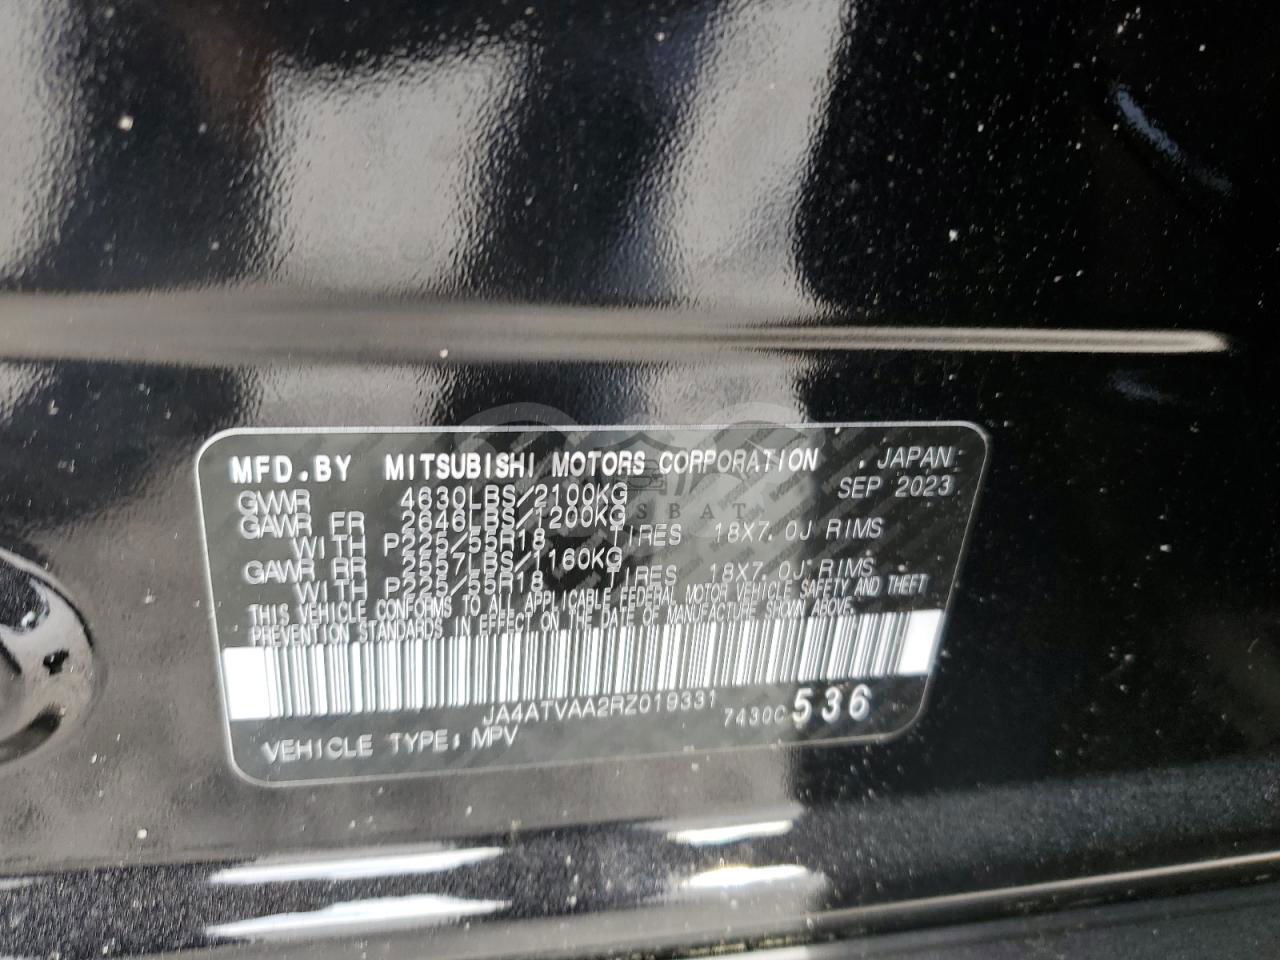 MFD.BY MITSUBISHI MOTORS CORPORATION , JAPAN
SEP 2023
GVWR 4630LBS/2100KG
GAWR FR 2646LBS/1200KG
WITH P225/55R18 TIRES 18X7.0J RIMS
GAWR RR 2557LBS/1160KG
WITH P225/55R18 TIRES 18X7.0J RIMS
THIS VEHICLE CONFORMS TO ALL APPLICABLE FEDERAL MOTOR VEHICLE SAFETY AND THEFT
PREVENTION STANDARDS IN EFFECT ON THE DATE OF MANUFACTURE SHOWN ABOVE.
JA4ATVAA2RZ019331
7430C536
VEHICLE TYPE: MPV